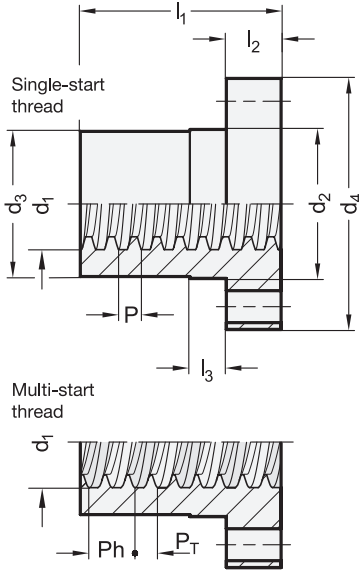 l1
l2
Single-start
thread
d3
d1
d2
d4
P
l3
Multi-start
thread
d1
Ph
PT